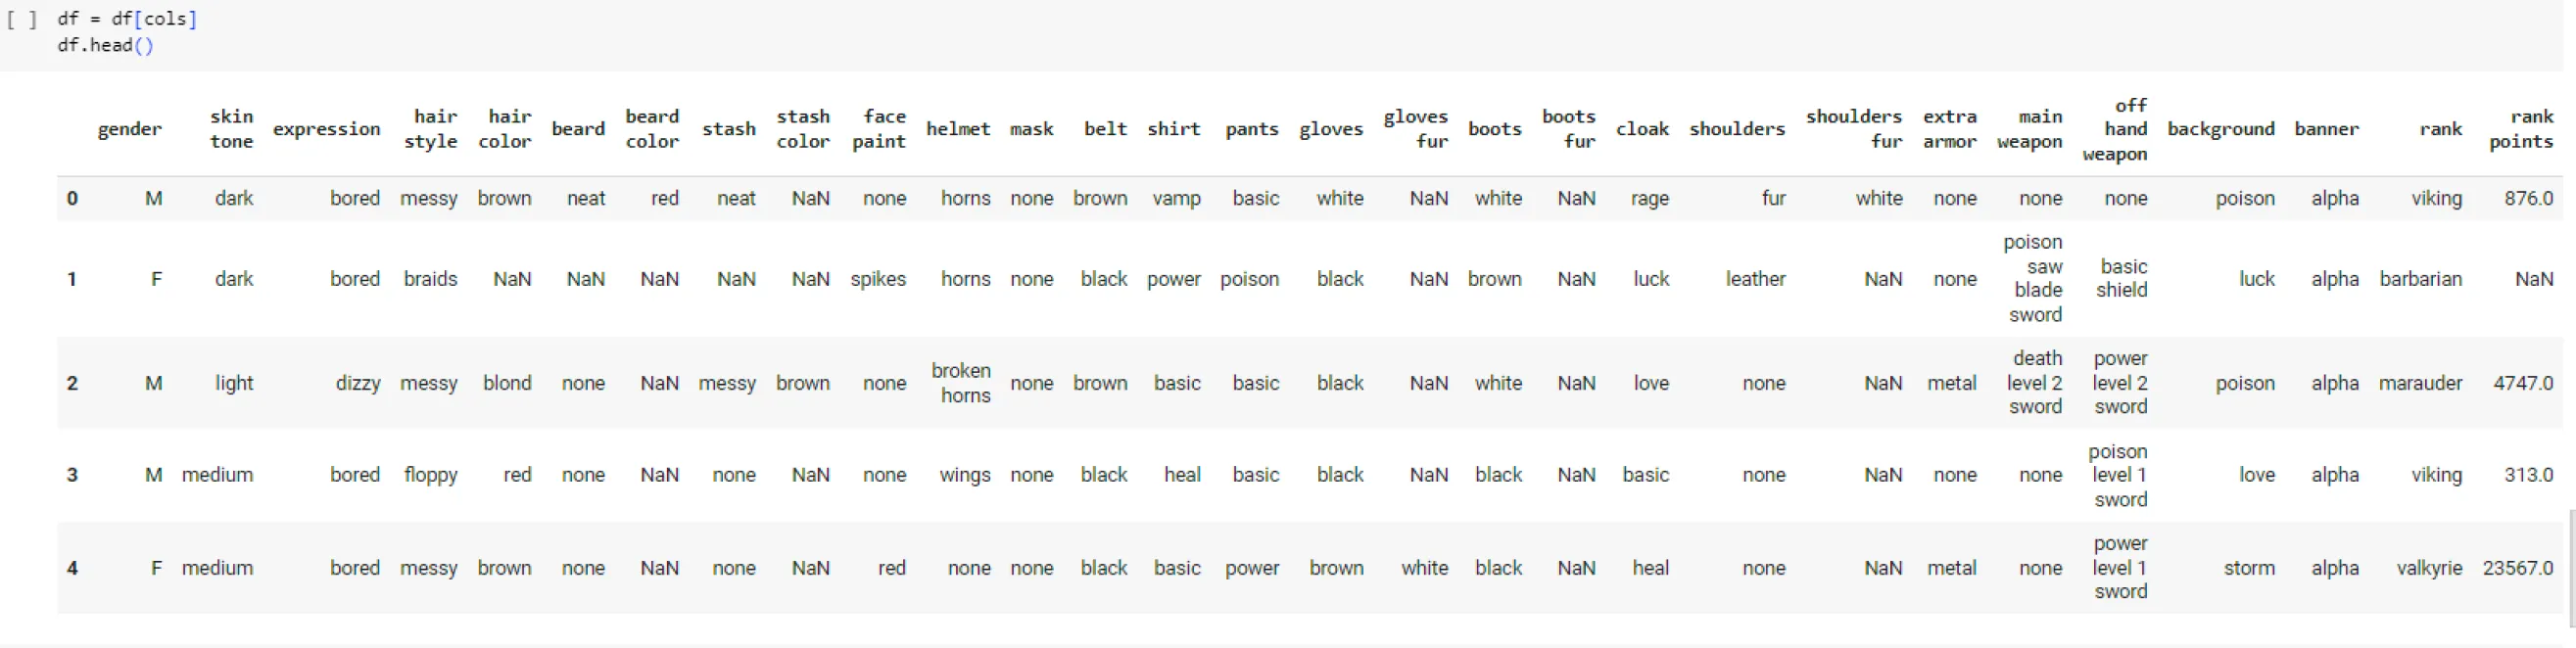 [ ] df = df[cols]
df.head()
gender skin tone expression hair style hair color beard beard color stash stash color face paint helmet mask belt shirt pants gloves gloves fur boots boots fur cloak shoulders shoulders fur extra armor main weapon off hand weapon background banner rank rank points
0 M dark bored messy brown neat red neat NaN none horns none brown vamp basic white NaN white NaN rage fur white none none none poison alpha viking 876.0
1 F dark bored braids NaN NaN NaN NaN NaN spikes horns none black power poison black NaN brown NaN luck leather NaN none poison saw blade sword basic shield luck alpha barbarian NaN
2 M light dizzy messy blond none NaN messy brown none broken horns none brown basic basic black NaN white NaN love none NaN metal death level 2 sword power level 2 sword poison alpha marauder 4747.0
3 M medium bored floppy red none NaN none NaN none wings none black heal basic black NaN black NaN basic none NaN none none poison level 1 sword love alpha viking 313.0
4 F medium bored messy brown none NaN none NaN red none none black basic power brown white black NaN heal none NaN metal none power level 1 sword storm alpha valkyrie 23567.0